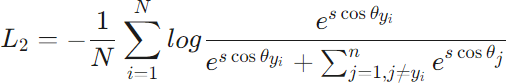 L_2 = -\frac{1}{N} \sum_{i=1}^{N} log \frac{e^{s \cos \theta_{y_i}}}{e^{s \cos \theta_{y_i}} + \sum_{j=1, j \neq y_i}^{n} e^{s \cos \theta_j}}